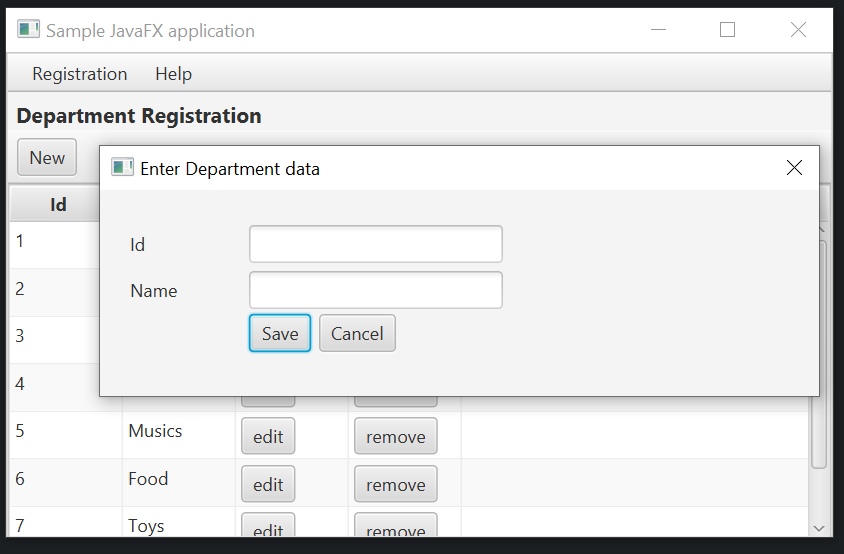 Sample JavaFX application
Registration Help
Department Registration
New
Enter Department data
Id
1
2
3
4
Id
Name
Save Cancel
5 Musics edit remove
6 Food edit remove
7 Toys edit remove